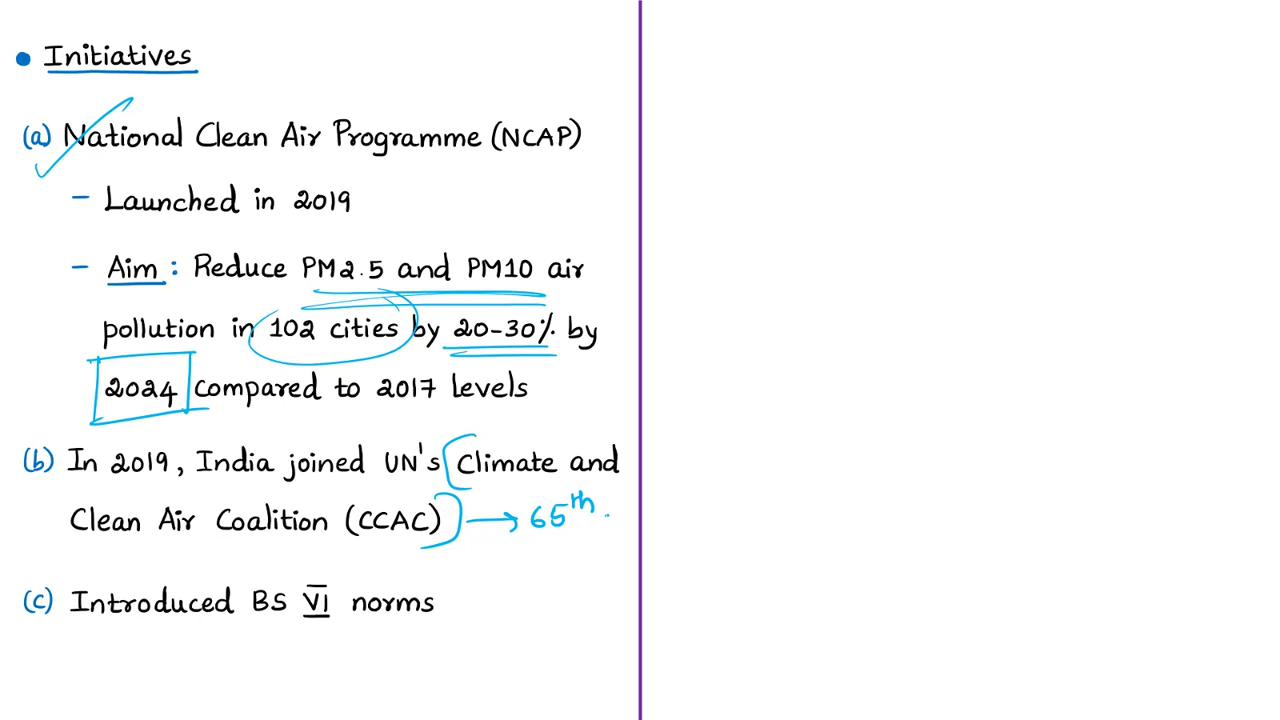 • Initiatives
(a) National Clean Air Programme (NCAP)
– Launched in 2019
– Aim : Reduce PM2.5 and PM10 air
pollution in 102 cities by 20-30% by
2024 compared to 2017 levels
(b) In 2019, India joined UN's Climate and
Clean Air Coalition (CCAC) → 65th.
(c) Introduced BS VI norms